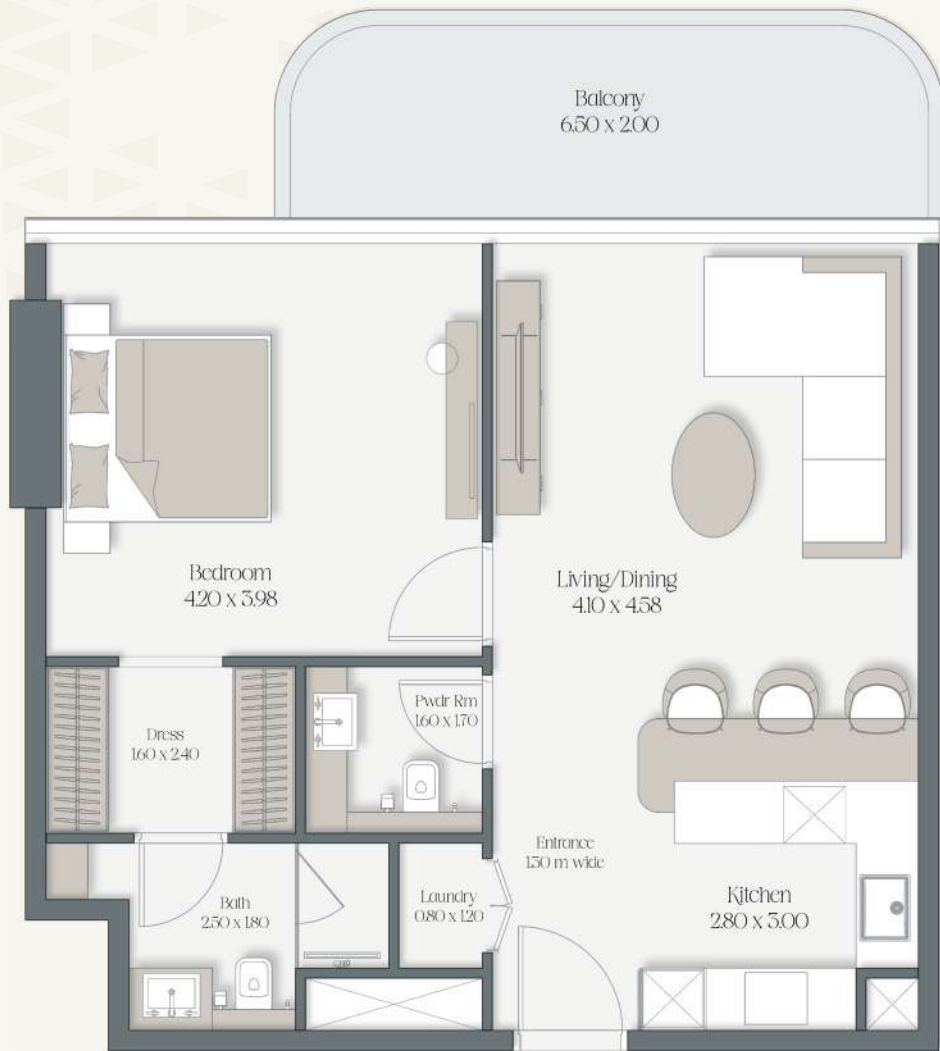 Balcony
6.50 x 2.00
Bedroom
4.20 x 3.98
Living/Dining
4.10 x 4.58
Pwdr Rm
1.60 x 1.70
Dress
1.60 x 2.40
Entrance
1.30 m wide
Laundry
0.80 x 1.20
Bath
2.50 x 1.80
Kitchen
2.80 x 3.00